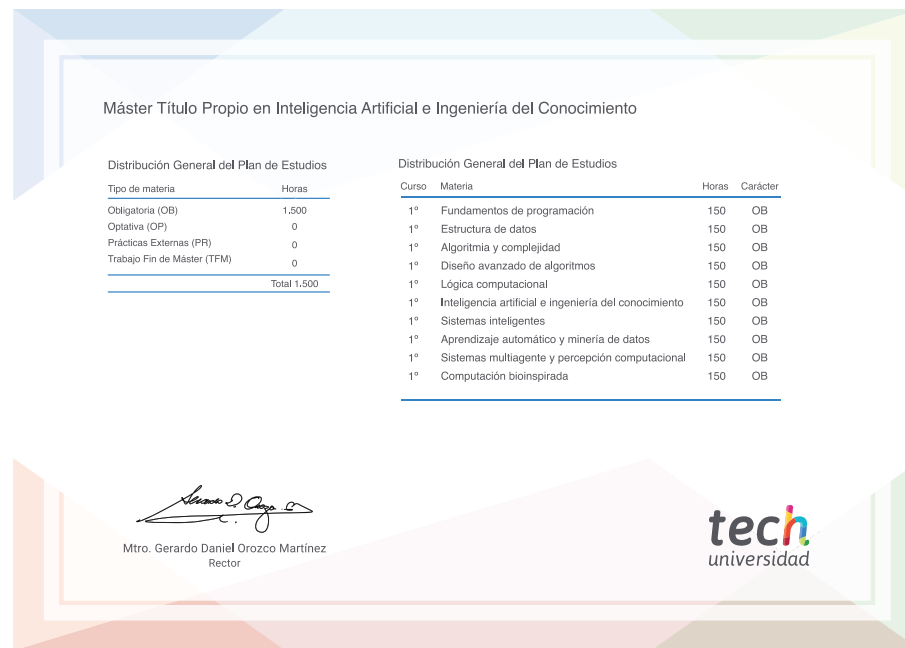 Máster Título Propio en Inteligencia Artificial e Ingeniería del Conocimiento
Distribución General del Plan de Estudios
Tipo de materia Horas
Obligatoria (OB) 1.500
Optativa (OP) 0
Prácticas Externas (PR) 0
Trabajo Fin de Máster (TFM) 0
Total 1.500
Distribución General del Plan de Estudios
Curso Materia Horas Carácter
1º Fundamentos de programación 150 OB
1º Estructura de datos 150 OB
1º Algoritmia y complejidad 150 OB
1º Diseño avanzado de algoritmos 150 OB
1º Lógica computacional 150 OB
1º Inteligencia artificial e ingeniería del conocimiento 150 OB
1º Sistemas inteligentes 150 OB
1º Aprendizaje automático y minería de datos 150 OB
1º Sistemas multiagente y percepción computacional 150 OB
1º Computación bioinspirada 150 OB
Mtro. Gerardo Daniel Orozco Martínez
Rector
tech
universidad